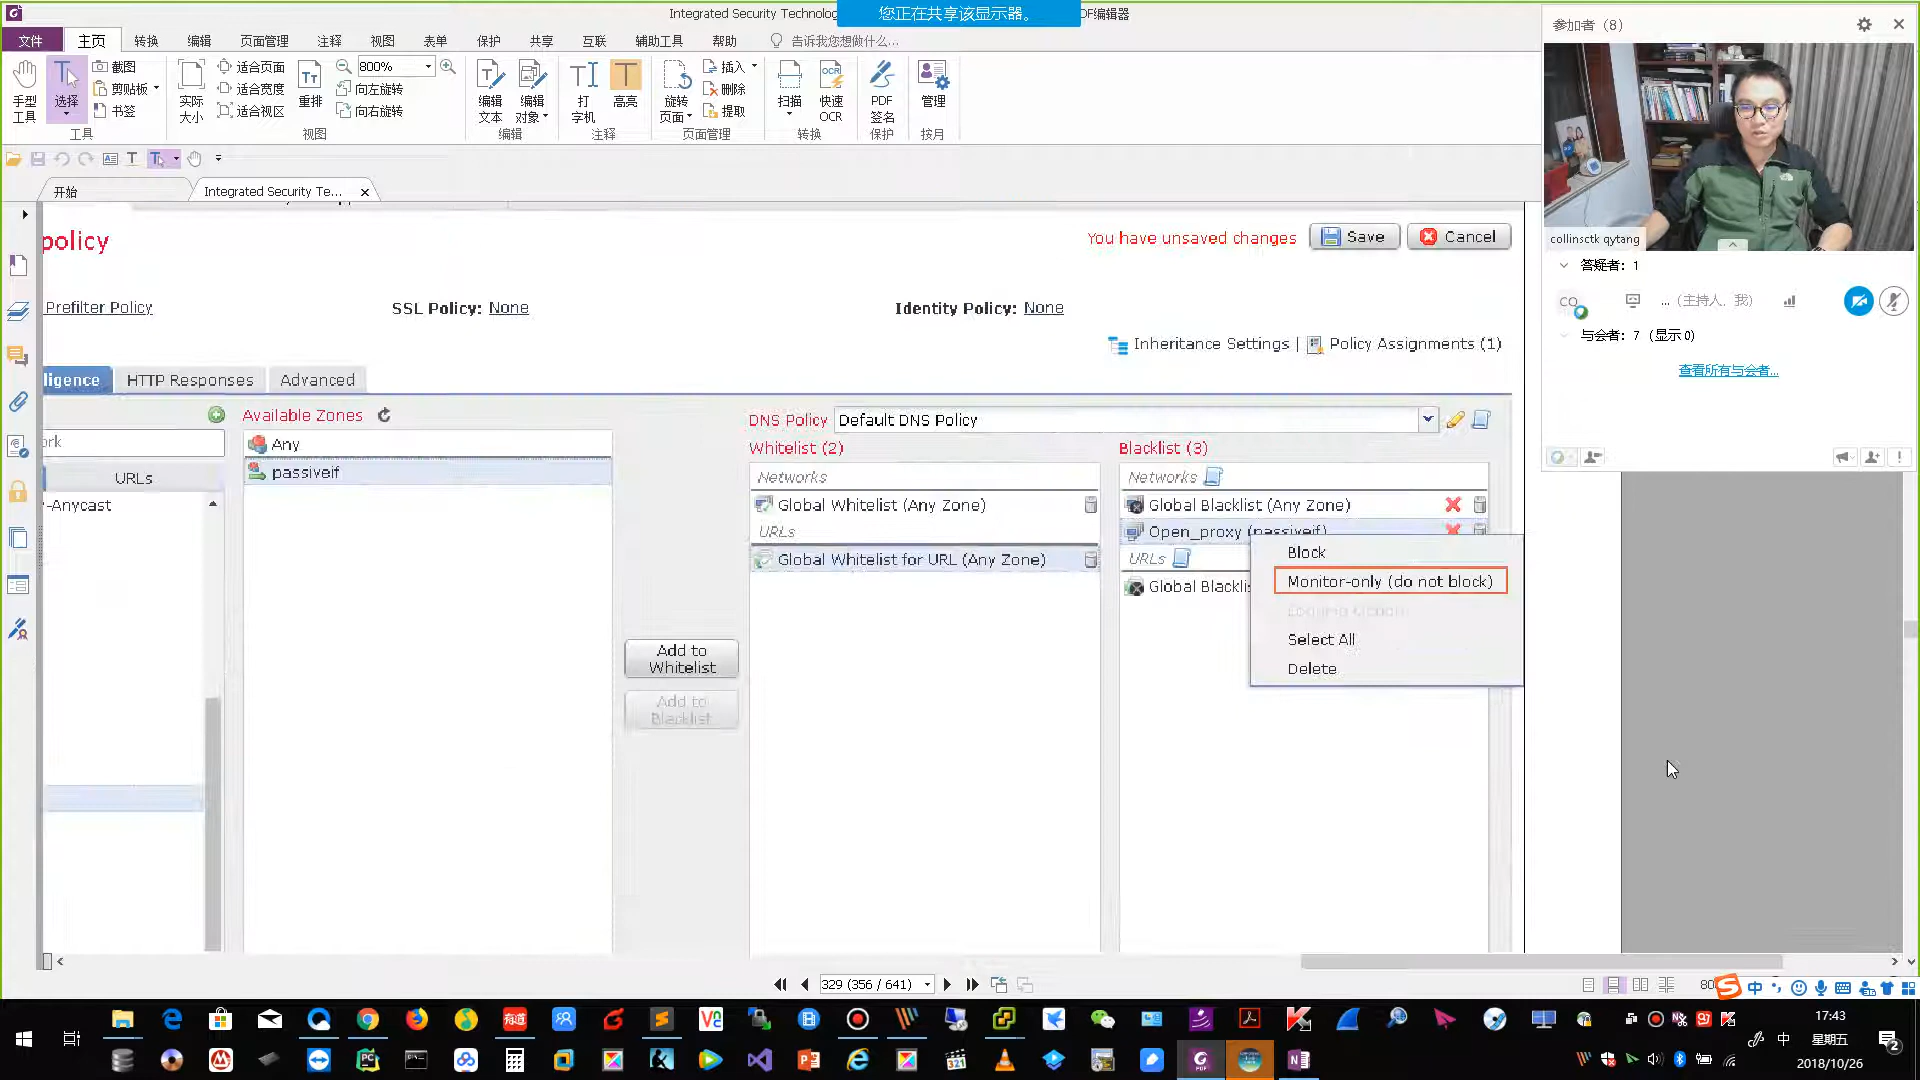 Integrated Security Technolog
您正在共享该显示器。
DF编辑器
文件
主页
转换
编辑
页面管理
注释
视图
表单
保护
共享
互联
辅助工具
帮助
告诉我您想做什么...
手型
工具
选择
截图
剪贴板
书签
工具
实际
大小
适合页面
适合宽度
适合视区
重排
800%
向左旋转
向右旋转
视图
编辑
文本
编辑
对象
编辑
打
字机
高亮
注释
旋转
页面
插入
删除
提取
页面管理
扫描
快速
OCR
转换
PDF
签名
保护
管理
按月
开始
Integrated Security Te...
policy
You have unsaved changes
Save
Cancel
Prefilter Policy
SSL Policy: None
Identity Policy: None
Inheritance Settings | Policy Assignments (1)
ligence
HTTP Responses
Advanced
Available Zones
ork
URLs
-Anycast
Any
passiveif
Add to
Whitelist
Add to
Blacklist
DNS Policy
Default DNS Policy
Whitelist (2)
Networks
Global Whitelist (Any Zone)
URLs
Global Whitelist for URL (Any Zone)
Blacklist (3)
Networks
Global Blacklist (Any Zone)
Open_proxy (passiveif)
URLs
Global Blackli
Block
Monitor-only (do not block)
Select All
Delete
329 (356 / 641)
80
参加者 (8)
collinsctk qytang
答疑者: 1
CQ
... (主持人, 我)
与会者: 7 (显示 0)
查看所有与会者...
中
17:43
中
星期五
2018/10/26
2